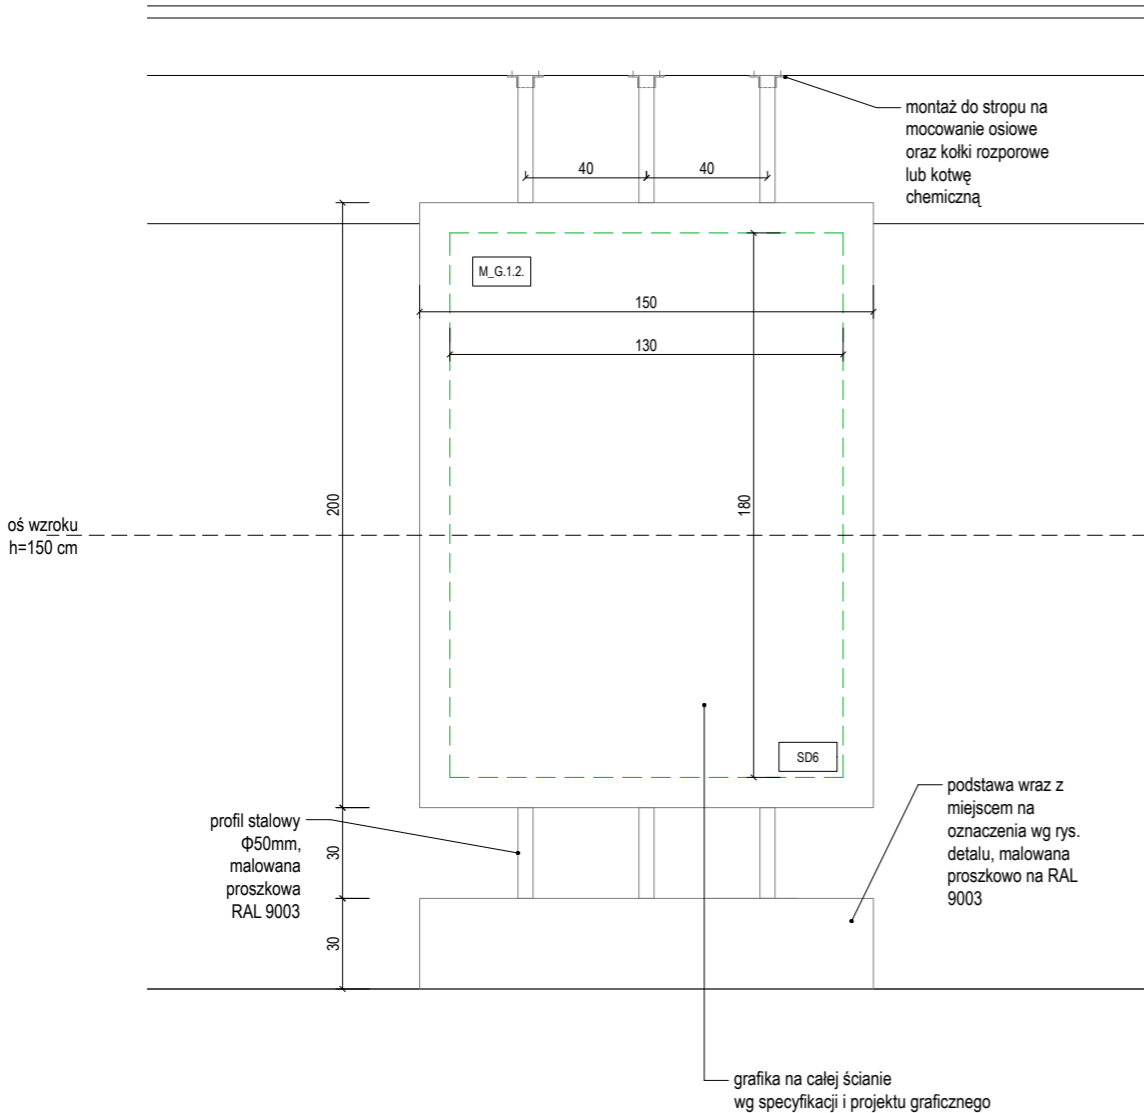 montaż do stropu na
mocowanie osiowe
oraz kołki rozporowe
lub kotwę
chemiczną
40
40
M_G.1.2.
150
130
200
180
oś wzroku
h=150 cm
SD6
profil stalowy
Φ50mm,
malowana
proszkowa
RAL 9003
30
30
podstawa wraz z
miejscem na
oznaczenia wg rys.
detalu, malowana
proszkowo na RAL
9003
grafika na całej ścianie
wg specyfikacji i projektu graficznego